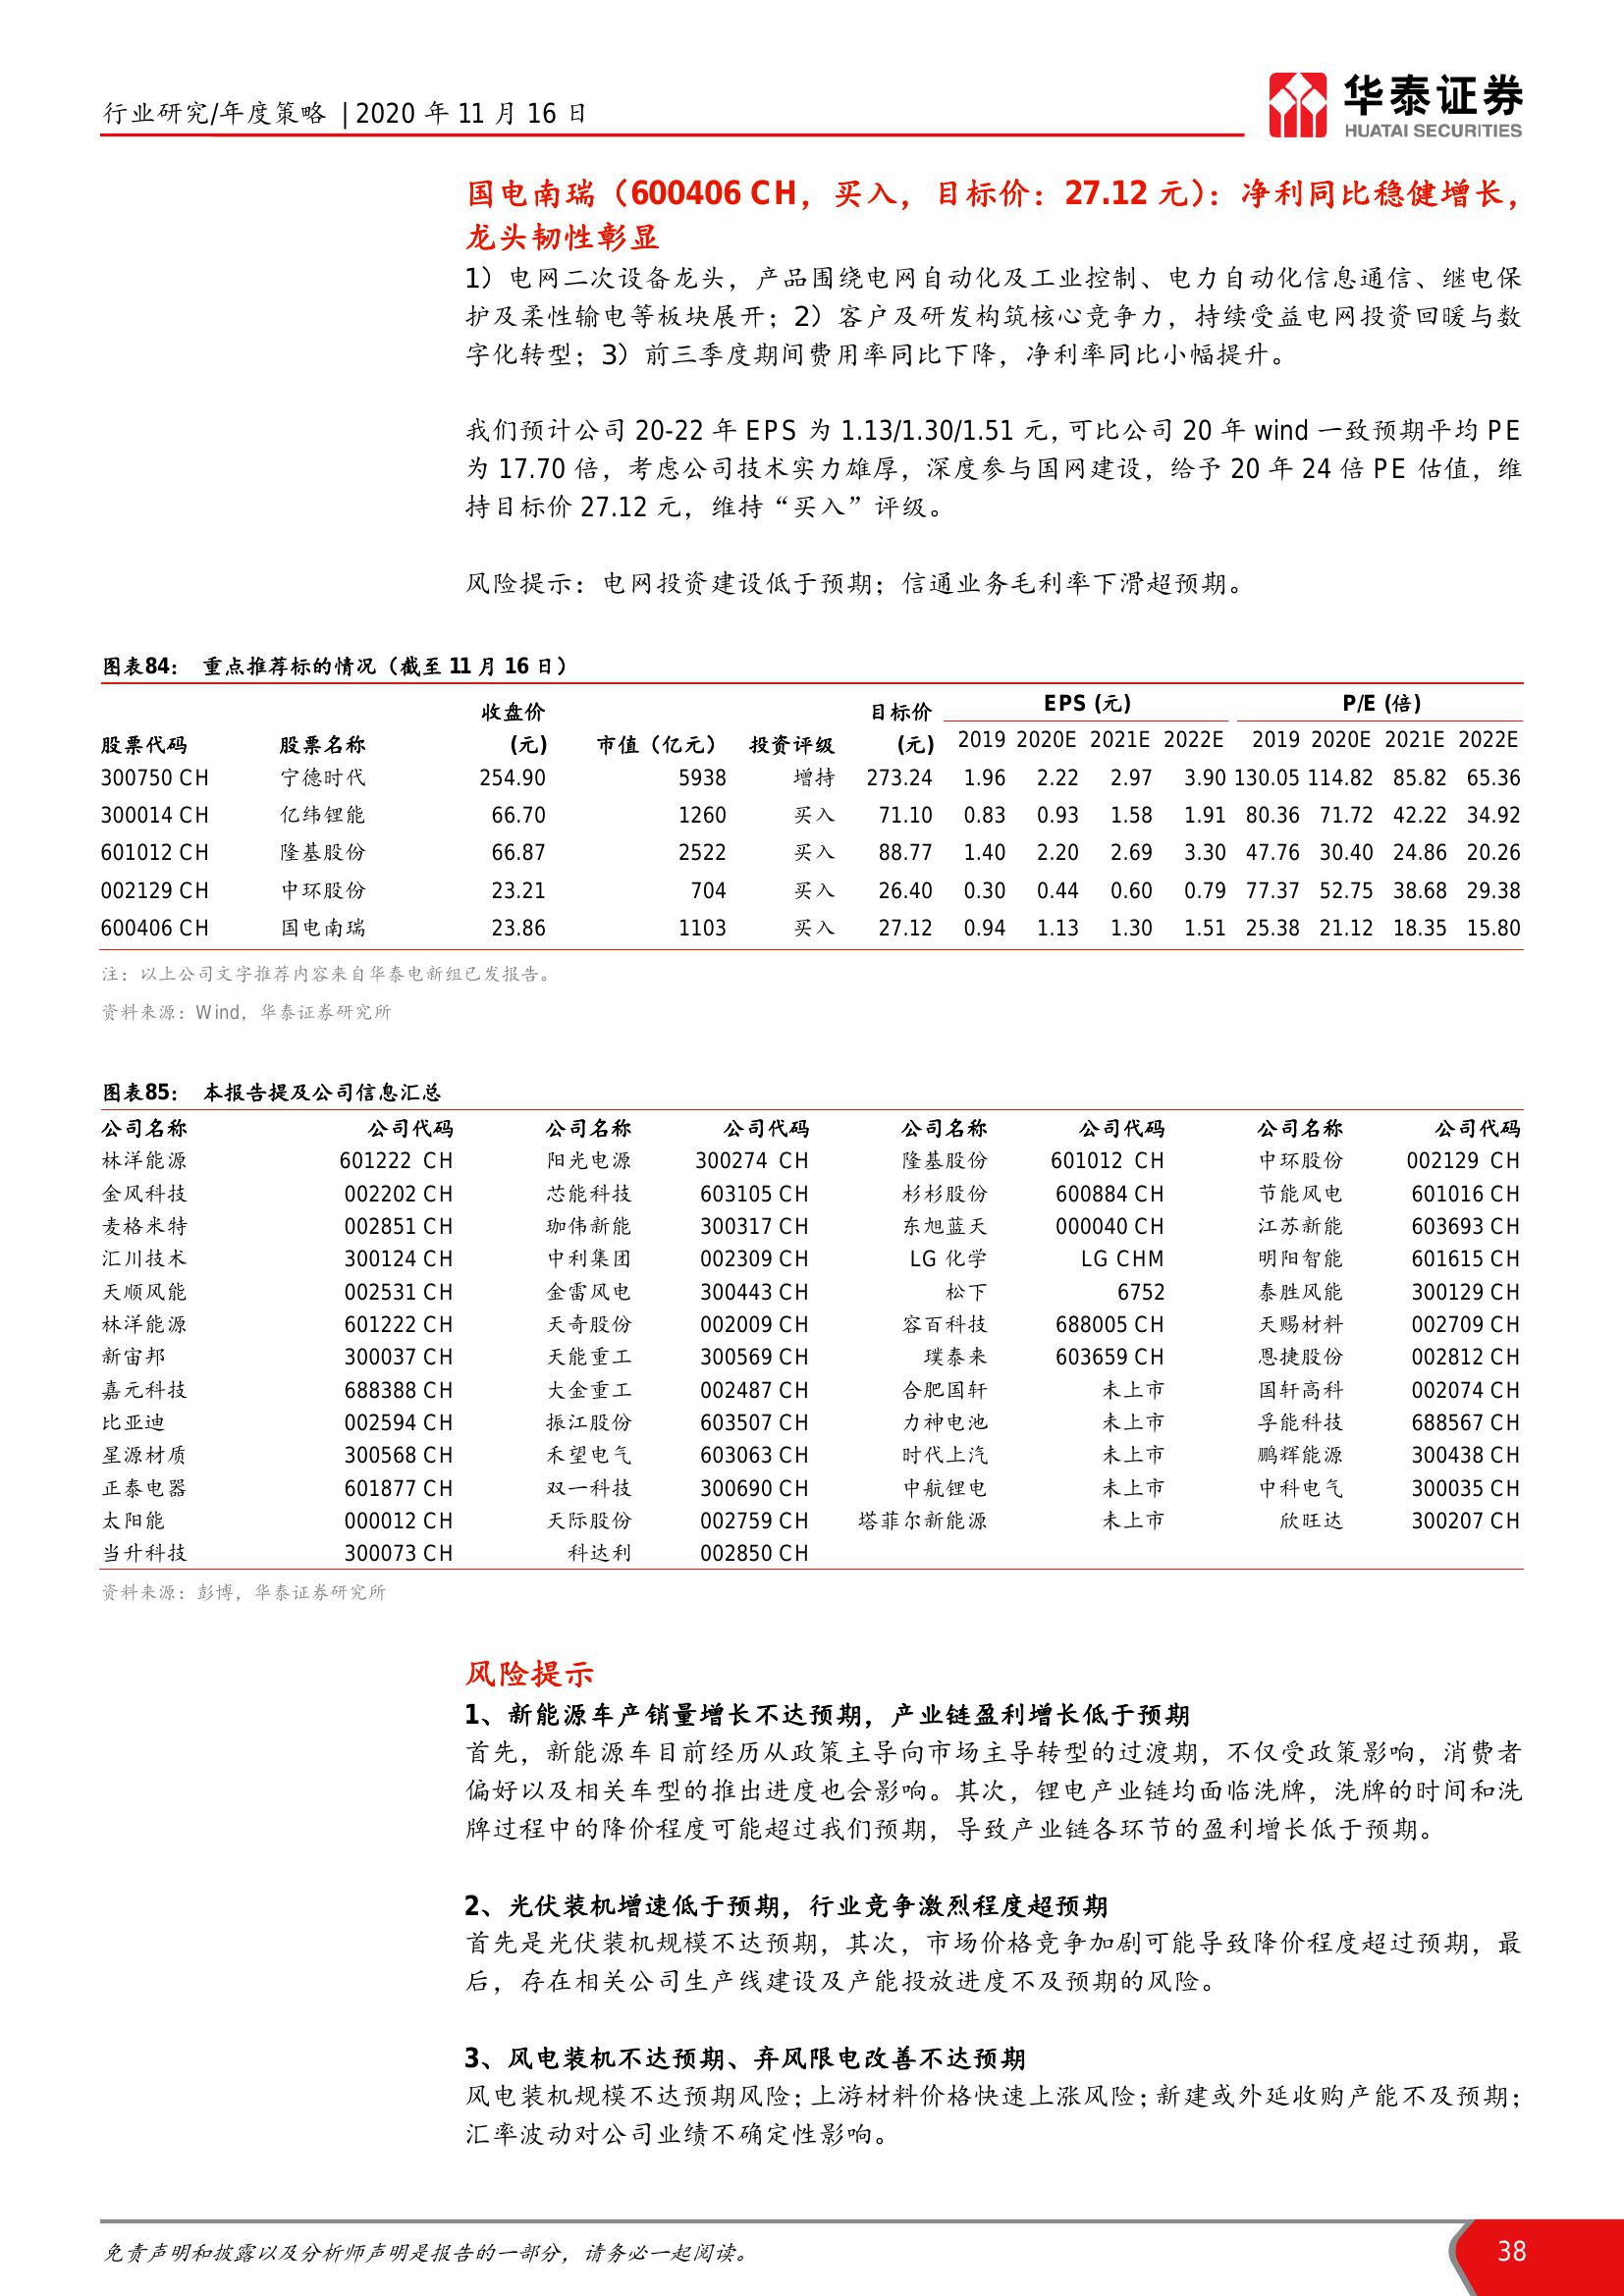 行业研究/年度策略 | 2020 年 11 月 16 日
华泰证券
HUATAI SECURITIES
国电南瑞（600406 CH，买入，目标价：27.12 元）：净利同比稳健增长，
龙头韧性彰显
1）电网二次设备龙头，产品围绕电网自动化及工业控制、电力自动化信息通信、继电保
护及柔性输电等板块展开；2）客户及研发构筑核心竞争力，持续受益电网投资回暖与数
字化转型；3）前三季度期间费用率同比下降，净利率同比小幅提升。
我们预计公司 20-22 年 EPS 为 1.13/1.30/1.51 元，可比公司 20 年 wind 一致预期平均 PE
为 17.70 倍，考虑公司技术实力雄厚，深度参与国网建设，给予 20 年 24 倍 PE 估值，维
持目标价 27.12 元，维持“买入”评级。
风险提示：电网投资建设低于预期；信通业务毛利率下滑超预期。
图表84： 重点推荐标的情况（截至 11 月 16 日）
收盘价 目标价 EPS (元) P/E (倍)
股票代码 股票名称 (元) 市值（亿元） 投资评级 (元) 2019 2020E 2021E 2022E 2019 2020E 2021E 2022E
300750 CH 宁德时代 254.90 5938 增持 273.24 1.96 2.22 2.97 3.90 130.05 114.82 85.82 65.36
300014 CH 亿纬锂能 66.70 1260 买入 71.10 0.83 0.93 1.58 1.91 80.36 71.72 42.22 34.92
601012 CH 隆基股份 66.87 2522 买入 88.77 1.40 2.20 2.69 3.30 47.76 30.40 24.86 20.26
002129 CH 中环股份 23.21 704 买入 26.40 0.30 0.44 0.60 0.79 77.37 52.75 38.68 29.38
600406 CH 国电南瑞 23.86 1103 买入 27.12 0.94 1.13 1.30 1.51 25.38 21.12 18.35 15.80
注：以上公司文字推荐内容来自华泰电新组已发报告。
资料来源：Wind，华泰证券研究所
图表85： 本报告提及公司信息汇总
公司名称 公司代码 公司名称 公司代码 公司名称 公司代码 公司名称 公司代码
林洋能源 601222 CH 阳光电源 300274 CH 隆基股份 601012 CH 中环股份 002129 CH
金风科技 002202 CH 芯能科技 603105 CH 杉杉股份 600884 CH 节能风电 601016 CH
麦格米特 002851 CH 珈伟新能 300317 CH 东旭蓝天 000040 CH 江苏新能 603693 CH
汇川技术 300124 CH 中利集团 002309 CH LG 化学 LG CHM 明阳智能 601615 CH
天顺风能 002531 CH 金雷风电 300443 CH 松下 6752 泰胜风能 300129 CH
林洋能源 601222 CH 天奇股份 002009 CH 容百科技 688005 CH 天赐材料 002709 CH
新宙邦 300037 CH 天能重工 300569 CH 璞泰来 603659 CH 恩捷股份 002812 CH
嘉元科技 688388 CH 大金重工 002487 CH 合肥国轩 未上市 国轩高科 002074 CH
比亚迪 002594 CH 振江股份 603507 CH 力神电池 未上市 孚能科技 688567 CH
星源材质 300568 CH 禾望电气 603063 CH 时代上汽 未上市 鹏辉能源 300438 CH
正泰电器 601877 CH 双一科技 300690 CH 中航锂电 未上市 中科电气 300035 CH
太阳能 000012 CH 天际股份 002759 CH 塔菲尔新能源 未上市 欣旺达 300207 CH
当升科技 300073 CH 科达利 002850 CH
资料来源：彭博，华泰证券研究所
风险提示
1、新能源车产销量增长不达预期，产业链盈利增长低于预期
首先，新能源车目前经历从政策主导向市场主导转型的过渡期，不仅受政策影响，消费者
偏好以及相关车型的推出进度也会影响。其次，锂电产业链均面临洗牌，洗牌的时间和洗
牌过程中的降价程度可能超过我们预期，导致产业链各环节的盈利增长低于预期。
2、光伏装机增速低于预期，行业竞争激烈程度超预期
首先是光伏装机规模不达预期，其次，市场价格竞争加剧可能导致降价程度超过预期，最
后，存在相关公司生产线建设及产能投放进度不及预期的风险。
3、风电装机不达预期、弃风限电改善不达预期
风电装机规模不达预期风险；上游材料价格快速上涨风险；新建或外延收购产能不及预期；
汇率波动对公司业绩不确定性影响。
免责声明和披露以及分析师声明是报告的一部分，请务必一起阅读。
38